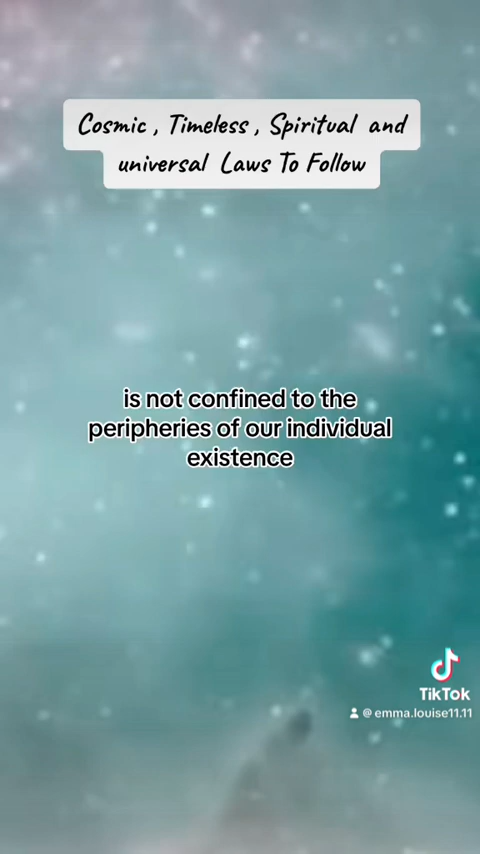 Cosmic , Timeless , Spiritual and
universal Laws To Follow
is not confined to the
peripheries of our individual
existence
TikTok
@emma.louise11.11